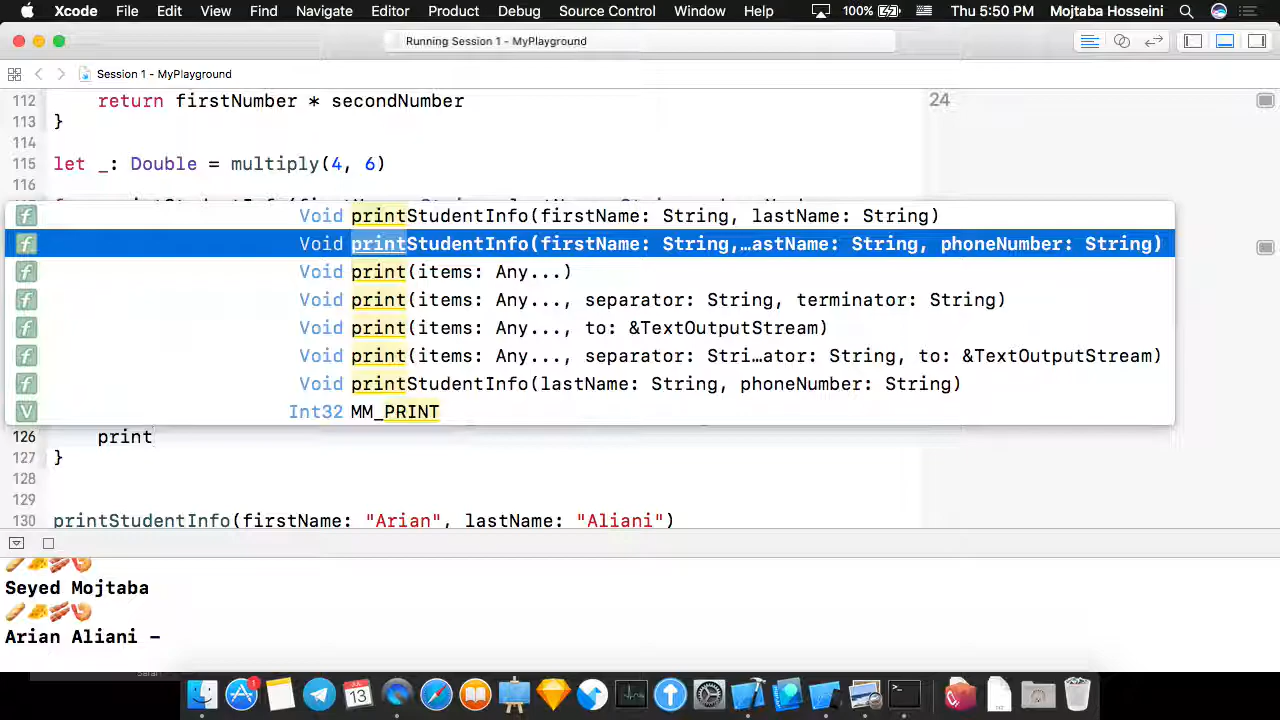 Xcode File Edit View Find Navigate Editor Product Debug Source Control Window Help 100% Thu 5:50 PM Mojtaba Hosseini
Running Session 1 - MyPlayground
Session 1 - MyPlayground
112 return firstNumber * secondNumber 24
113 }
114
115 let _: Double = multiply(4, 6)
116
Void printStudentInfo(firstName: String, lastName: String)
Void printStudentInfo(firstName: String,…astName: String, phoneNumber: String)
Void print(items: Any...)
Void print(items: Any..., separator: String, terminator: String)
Void print(items: Any..., to: &TextOutputStream)
Void print(items: Any..., separator: Stri…ator: String, to: &TextOutputStream)
Void printStudentInfo(lastName: String, phoneNumber: String)
V Int32 MM_PRINT
126 print
127 }
128
129
130 printStudentInfo(firstName: "Arian", lastName: "Aliani")
🥖🧀🥓🍤
Seyed Mojtaba
🥖🧀🥓🍤
Arian Aliani -
1
JUL
13